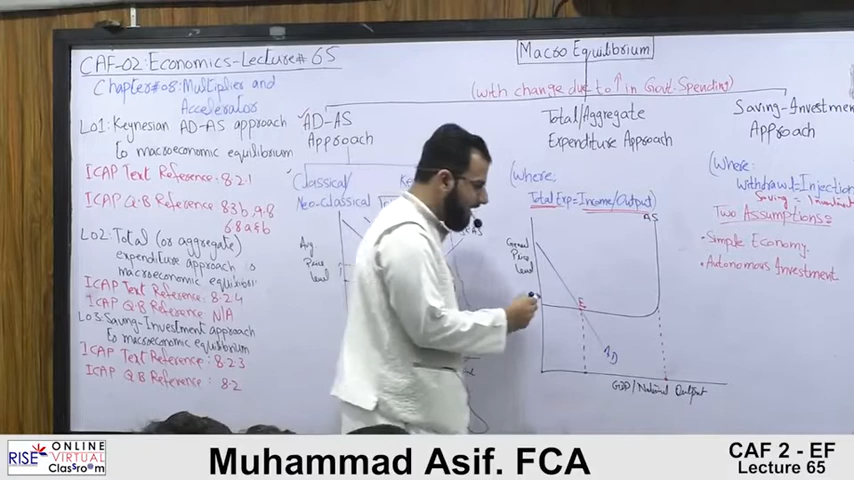 CAF-02: Economics-Lecture# 65
Chapter#08: Multiplier and
Accelerator
LO1: Keynesian AD-AS approach
to macroeconomic equilibrium
ICAP Text Reference: 8.2.1
ICAP Q.B Reference 8.3b, 9.8
6.8 a&b
LO2: Total (or aggregate)
expenditure approach
macroeconomic equilibri
ICAP Text Reference: 8.2.4
ICAP Q.B Reference N/A
LO3: Saving-Investment approach
to macroeconomic equilibrium
ICAP Text Reference: 8.2.3
ICAP Q.B Reference: 8.2
Macro Equilibrium
(with change due to ↑ in Govt. Spending)
AD-AS
Approach
Classical/
Neo-Classical
Avg.
Price
Level
AS
Total/Aggregate
Expenditure Approach
(Where:
Total Exp=Income/Output)
General
Price
Level
AS
E
AD
GDP/National Output
Saving-Investment
Approach
(Where:
Withdrawl=Injection
Saving =
Two Assumptions=
• Simple Economy.
• Autonomous Investment
RISE
ONLINE
VIRTUAL
Classroom
Muhammad Asif. FCA
CAF 2 - EF
Lecture 65